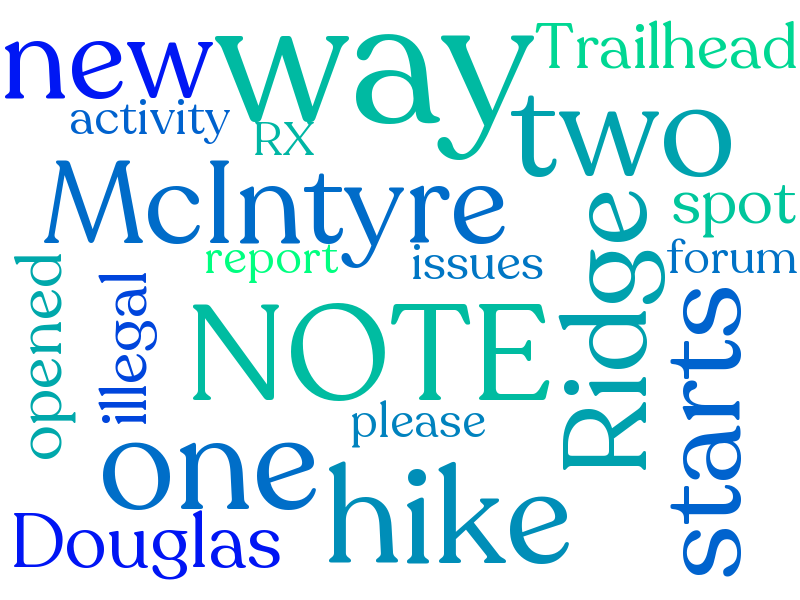 new
way
Trailhead
activity
RX
two
McIntyre
spot
report
issues
forum
opened
illegal
NOTE
Ridge
starts
please
one
hike
Douglas